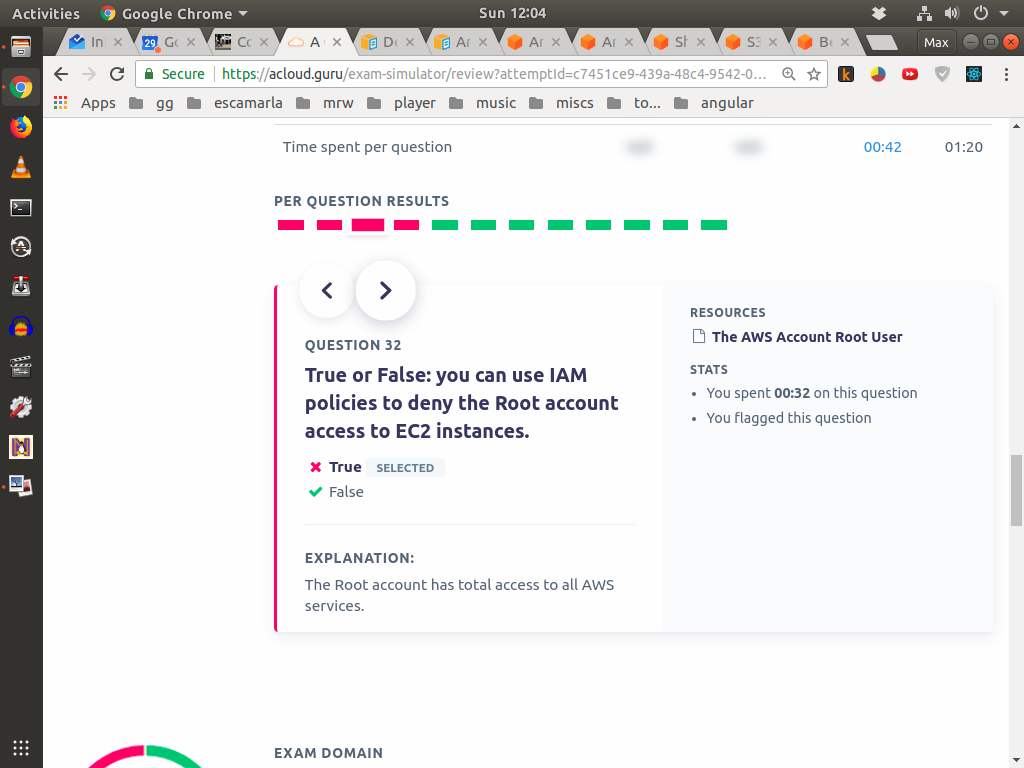 Activities
Google Chrome
Sun 12:04
In
29
Go
Co
A
De
Ar
Ar
Ar
Sh
S3
Be
Max
Secure
https://acloud.guru/exam-simulator/review?attemptId=c7451ce9-439a-48c4-9542-0…
Apps
gg
escamarla
mrw
player
music
miscs
to...
angular
Time spent per question
00:42
01:20
PER QUESTION RESULTS
QUESTION 32
True or False: you can use IAM
policies to deny the Root account
access to EC2 instances.
True SELECTED
False
EXPLANATION:
The Root account has total access to all AWS
services.
RESOURCES
The AWS Account Root User
STATS
• You spent 00:32 on this question
• You flagged this question
EXAM DOMAIN